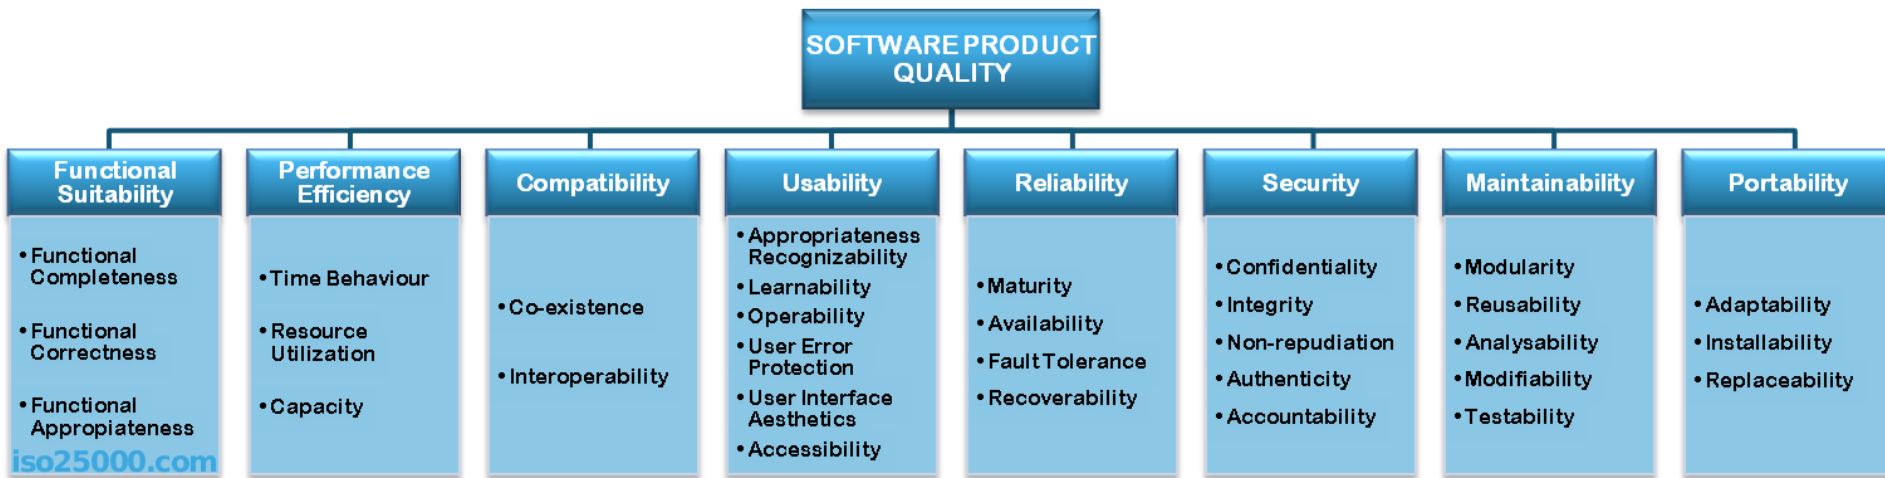 SOFTWARE PRODUCT
QUALITY
Functional
Suitability
• Functional
Completeness
• Functional
Correctness
• Functional
Appropiateness
iso25000.com
Performance
Efficiency
• Time Behaviour
• Resource
Utilization
• Capacity
Compatibility
• Co-existence
• Interoperability
Usability
• Appropriateness
Recognizability
• Learnability
• Operability
• User Error
Protection
• User Interface
Aesthetics
• Accessibility
Reliability
• Maturity
• Availability
• Fault Tolerance
• Recoverability
Security
• Confidentiality
• Integrity
• Non-repudiation
• Authenticity
• Accountability
Maintainability
• Modularity
• Reusability
• Analysability
• Modifiability
• Testability
Portability
• Adaptability
• Installability
• Replaceability